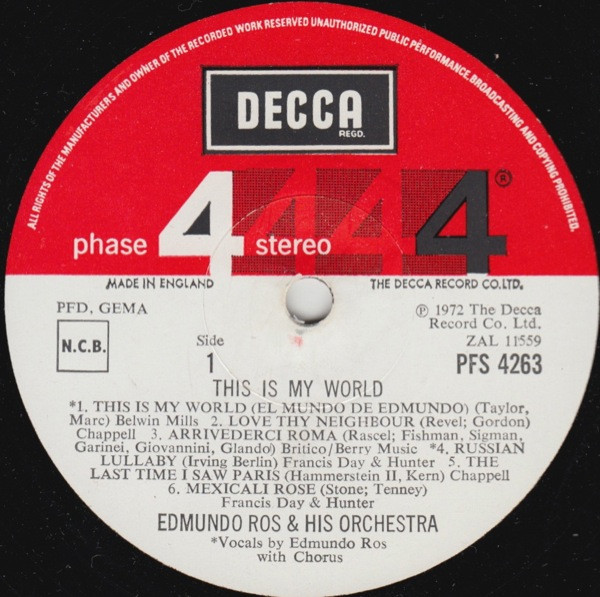 ALL RIGHTS OF THE MANUFACTURERS AND OWNER OF THE RECORDED WORK RESERVED UNAUTHORIZED PUBLIC PERFORMANCE, BROADCASTING AND COPYING PROHIBITED.
DECCA
REGD.
phase 4 stereo 4 4 4 ®
MADE IN ENGLAND THE DECCA RECORD CO. LTD.
PFD, GEMA
℗ 1972 The Decca
Record Co. Ltd.
N.C.B.
Side
1
ZAL 11559
PFS 4263
THIS IS MY WORLD
*1. THIS IS MY WORLD (EL MUNDO DE EDMUNDO) (Taylor,
Marc) Belwin Mills 2. LOVE THY NEIGHBOUR (Revel; Gordon)
Chappell 3. ARRIVEDERCI ROMA (Rascel; Fishman, Sigman,
Garinei, Giovannini, Glando) Britico/Berry Music *4. RUSSIAN
LULLABY (Irving Berlin) Francis Day & Hunter 5. THE
LAST TIME I SAW PARIS (Hammerstein II, Kern) Chappell
6. MEXICALI ROSE (Stone; Tenney)
Francis Day & Hunter
EDMUNDO ROS & HIS ORCHESTRA
*Vocals by Edmundo Ros
with Chorus